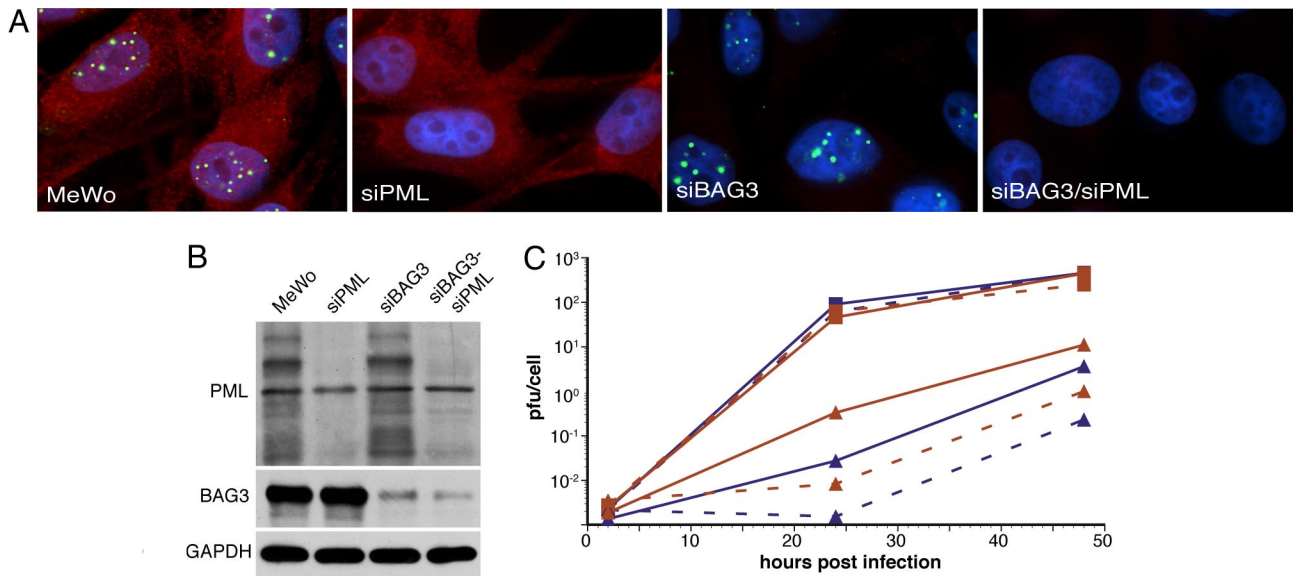 A
MeWo
siPML
siBAG3
siBAG3/siPML
B
MeWo
siPML
siBAG3
siBAG3-
siPML
PML
BAG3
GAPDH
C
10³
10²
10¹
10⁰
10⁻¹
10⁻²
pfu/cell
0 10 20 30 40 50
hours post infection